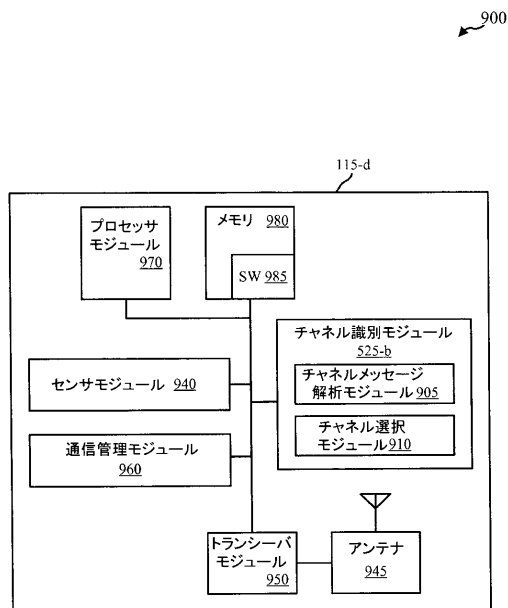 900
115-d
プロセッサ
モジュール
970
メモリ 980
SW 985
チャネル識別モジュール
525-b
チャネルメッセージ
解析モジュール905
チャネル選択
モジュール910
センサモジュール 940
通信管理モジュール
960
トランシーバ
モジュール
950
アンテナ
945